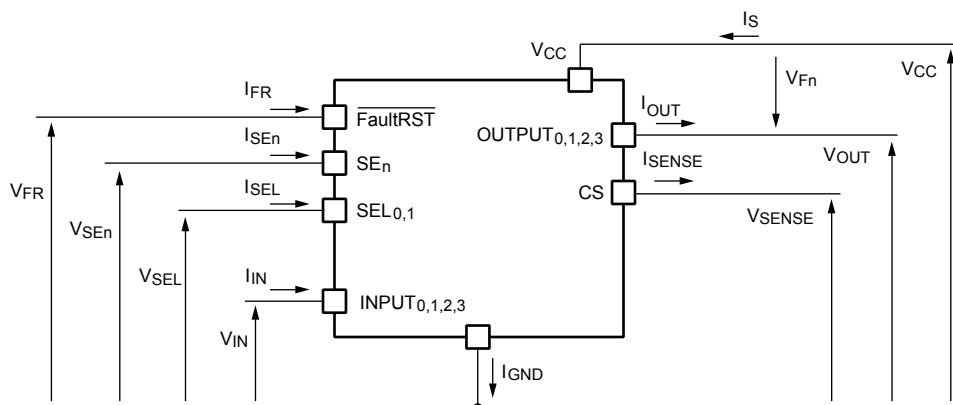 IS
VCC
VFn
VCC
IFR
FaultRST
IOUT
OUTPUT0,1,2,3
ISEn
SEn
VOUT
ISENSE
CS
VFR
ISEL
SEL0,1
VSENSE
VSEn
VSEL
IIN
INPUT0,1,2,3
VIN
IGND